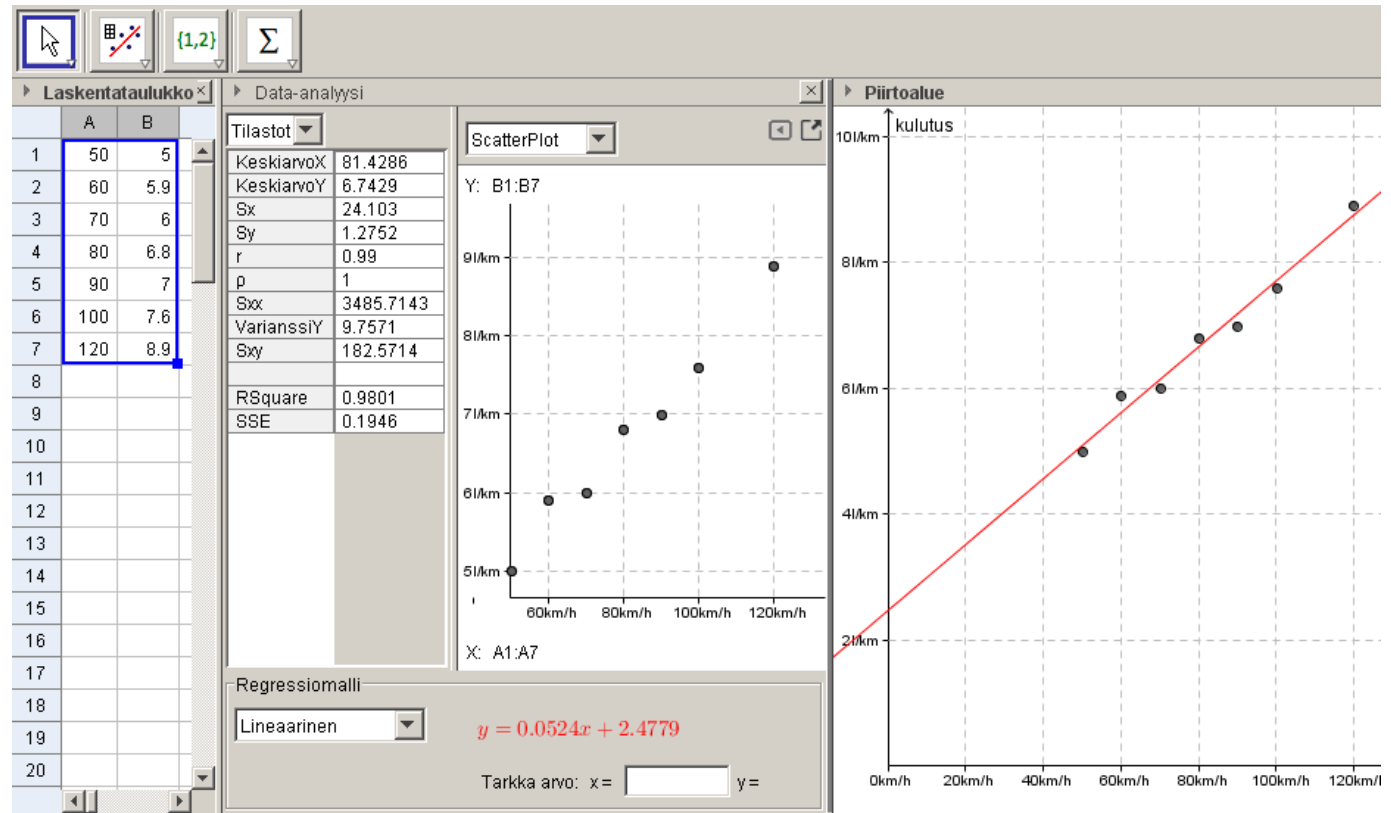 {1,2} Σ
Laskentataulukko
A B
1 50 5
2 60 5.9
3 70 6
4 80 6.8
5 90 7
6 100 7.6
7 120 8.9
8
9
10
11
12
13
14
15
16
17
18
19
20
Data-analyysi
Tilastot
KeskiarvoX 81.4286
KeskiarvoY 6.7429
Sx 24.103
Sy 1.2752
r 0.99
ρ 1
Sxx 3485.7143
VarianssiY 9.7571
Sxy 182.5714
RSquare 0.9801
SSE 0.1946
ScatterPlot
Y: B1:B7
9l/km
8l/km
7l/km
6l/km
5l/km
60km/h 80km/h 100km/h 120km/h
X: A1:A7
Regressiomalli
Lineaarinen
y = 0.0524x + 2.4779
Tarkka arvo: x = y =
Piirtoalue
kulutus
10l/km
8l/km
6l/km
4l/km
2l/km
0km/h 20km/h 40km/h 60km/h 80km/h 100km/h 120km/